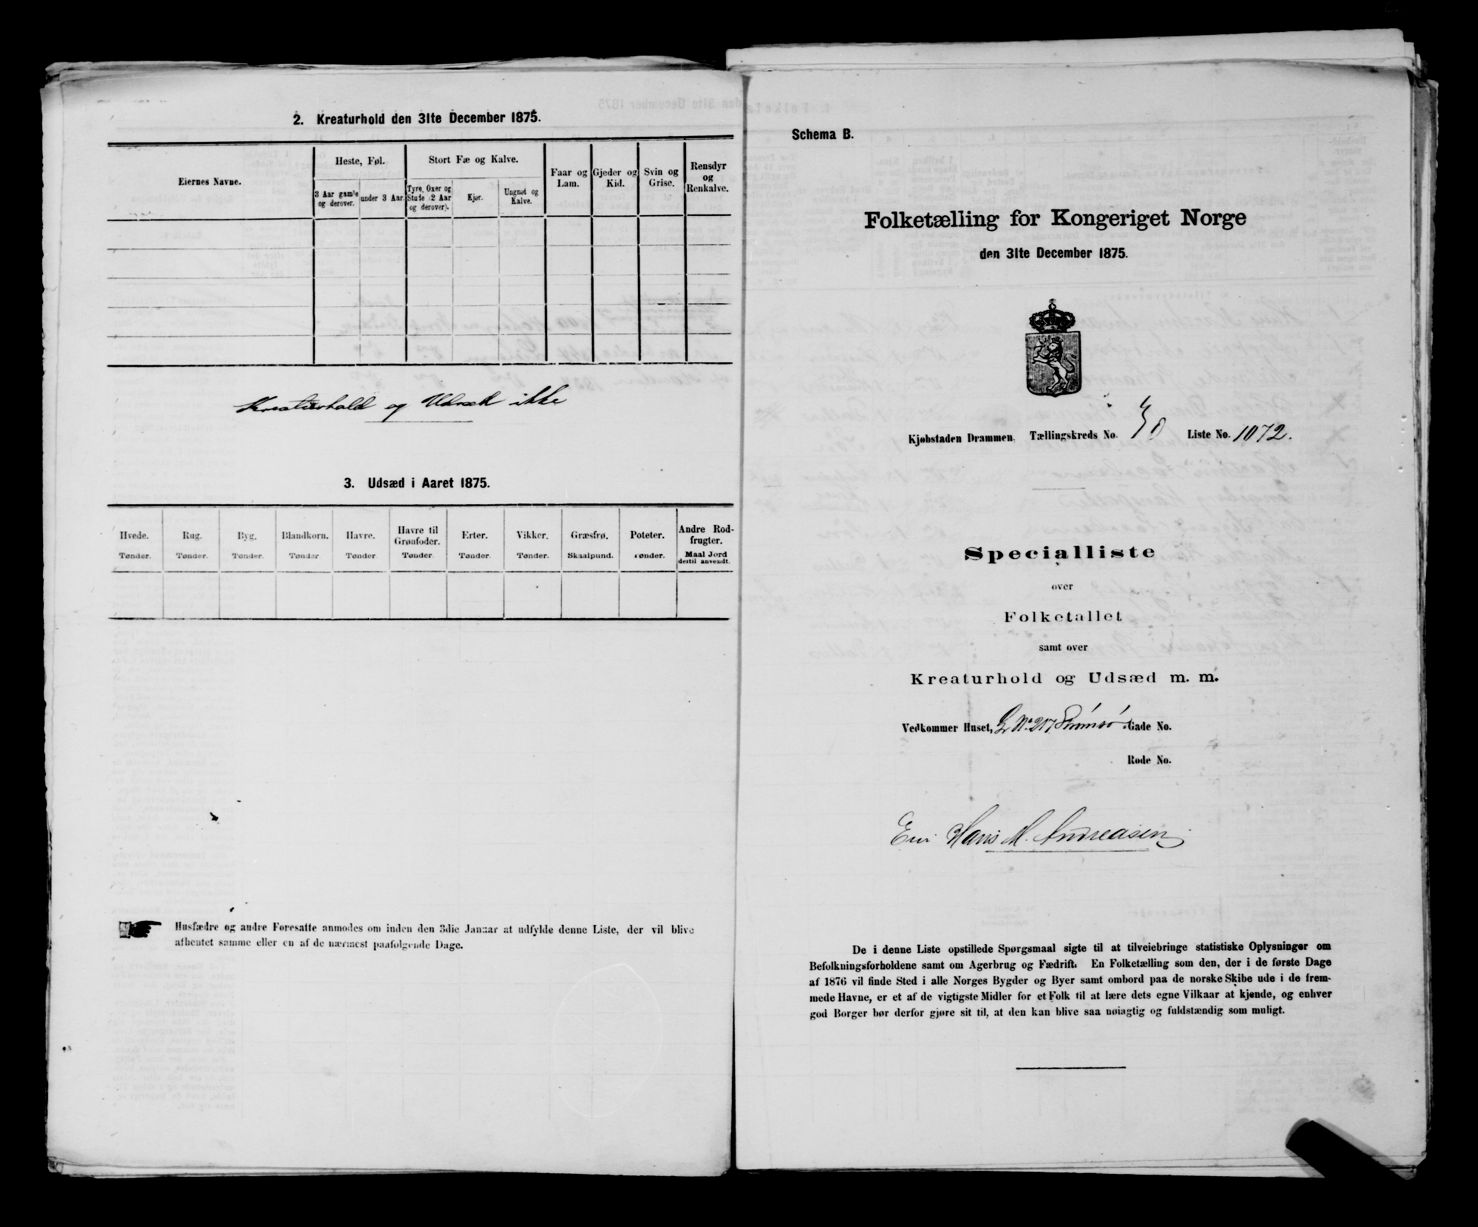 2. Kreaturhold den 31te December 1875.
Eiernes Navne.
Heste, Føl.
3 Aar gamle og derover.
under 3 Aar.
Stort Fæ og Kalve.
Tyre, Oxer og Stude (2 Aar og derover).
Kjør.
Ungnøt og Kalve.
Faar og Lam.
Gjeder og Kid.
Svin og Grise.
Rensdyr og Renkalve.
Kreaturhold og Udsæd ikke
3. Udsæd i Aaret 1875.
Hvede. Tønder.
Rug. Tønder.
Byg. Tønder.
Blandkorn. Tønder
Havre. Tønder
Havre til Grønfoder. Tønder
Erter. Tønder.
Vikker. Tønder.
Græsfrø. Skaalpund.
Poteter. Tønder.
Andre Rodfrugter. Maal Jord dertil anvendt.
Husfædre og andre Foresatte anmodes om inden den 3die Januar at udfylde denne Liste, der vil blive
afhentet samme eller en af de nærmest paafølgende Dage.
Schema B.
Folketælling for Kongeriget Norge
den 31te December 1875.
Kjøbstaden Drammen. Tællingskreds No. Liste No. 1072.
Specialliste
over
Folketallet
samt over
Kreaturhold og Udsæd m. m.
Vedkommer Huset, Gade No.
Rode No.
Hans M. Andreasen
De i denne Liste opstillede Spørgsmaal sigte til at tilveiebringe statistiske Oplysninger om
Befolkningsforholdene samt om Agerbrug og Fædrift. En Folketælling som den, der i de første Dage
af 1876 vil finde Sted i alle Norges Bygder og Byer samt ombord paa de norske Skibe ude i de frem-
mede Havne, er et af de vigtigste Midler for et Folk til at lære dets egne Vilkaar at kjende, og enhver
god Borger bør derfor gjøre sit til, at den kan blive saa nøiagtig og fuldstændig som muligt.